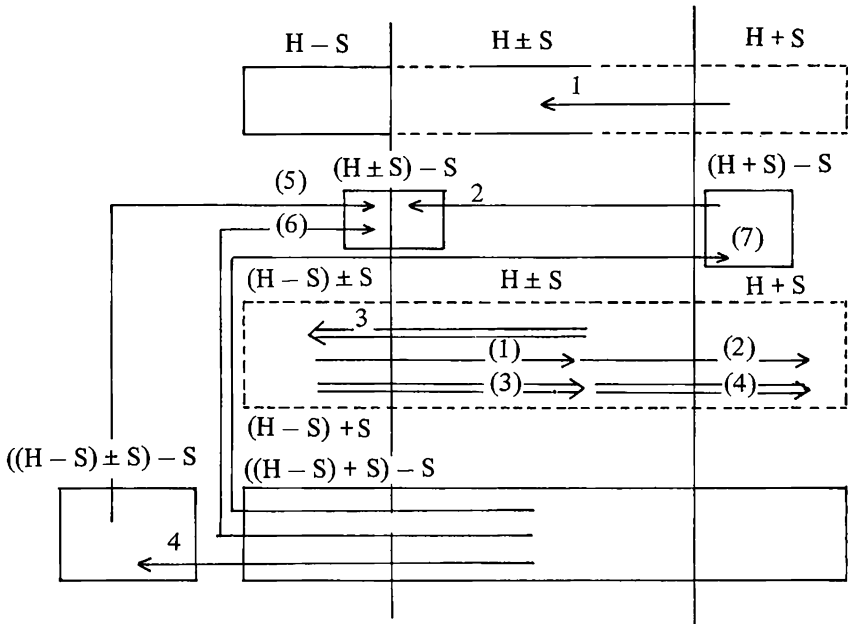 H – S H ± S H + S
1
(H ± S) – S (H + S) – S
(5) 2
(6) (7)
(H – S) ± S H ± S H + S
3
(1) (2)
(3) (4)
(H – S) + S
((H – S) ± S) – S ((H – S) + S) – S
4